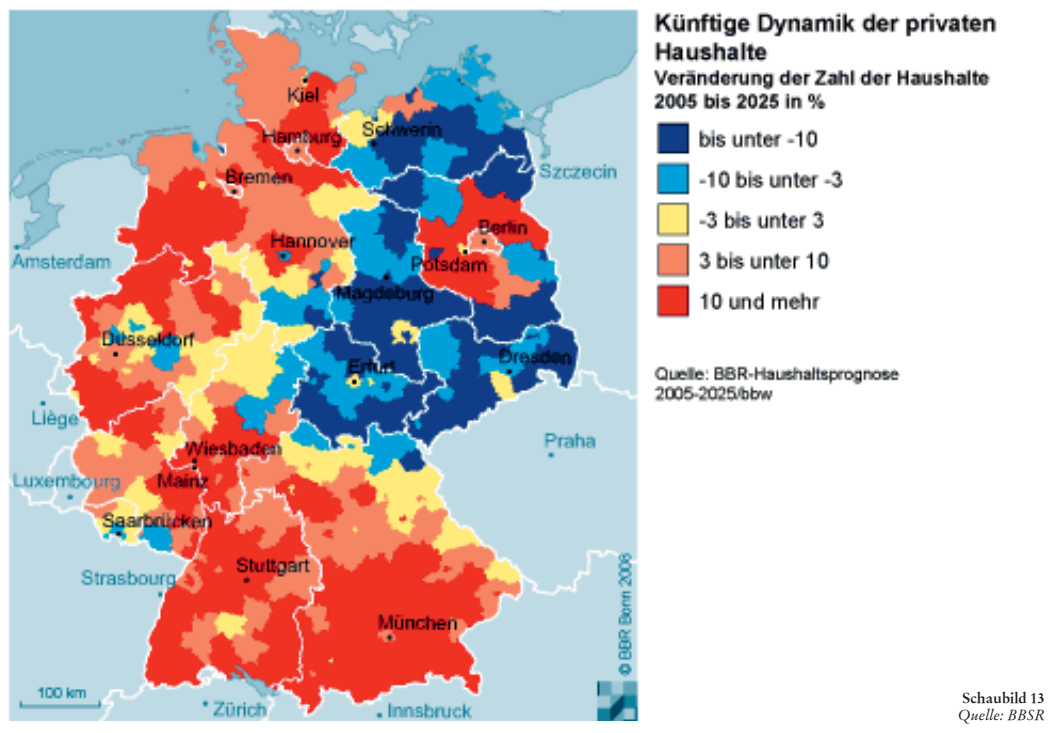 Künftige Dynamik der privaten
Haushalte
Veränderung der Zahl der Haushalte
2005 bis 2025 in %
bis unter -10
-10 bis unter -3
-3 bis unter 3
3 bis unter 10
10 und mehr
Quelle: BBR-Haushaltsprognose
2005-2025/bbw
Kiel
Schwerin
Hamburg
Szczecin
Bremen
Berlin
Hannover
Amsterdam
Potsdam
Magdeburg
Düsseldorf
Dresden
Erfurt
Liège
Praha
Wiesbaden
Luxembourg
Mainz
Saarbrücken
Stuttgart
Strasbourg
München
© BBR Bonn 2008
100 km
Zürich
Innsbruck
Schaubild 13
Quelle: BBSR